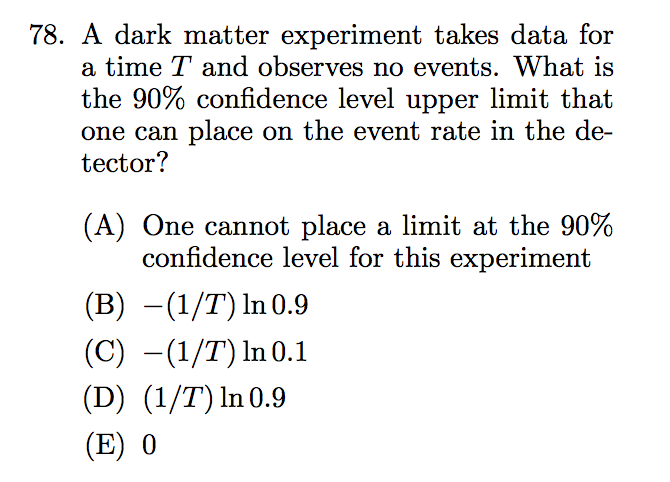 78. A dark matter experiment takes data for
a time T and observes no events. What is
the 90% confidence level upper limit that
one can place on the event rate in the de-
tector?
(A) One cannot place a limit at the 90%
confidence level for this experiment
(B) −(1/T) ln 0.9
(C) −(1/T) ln 0.1
(D) (1/T) ln 0.9
(E) 0